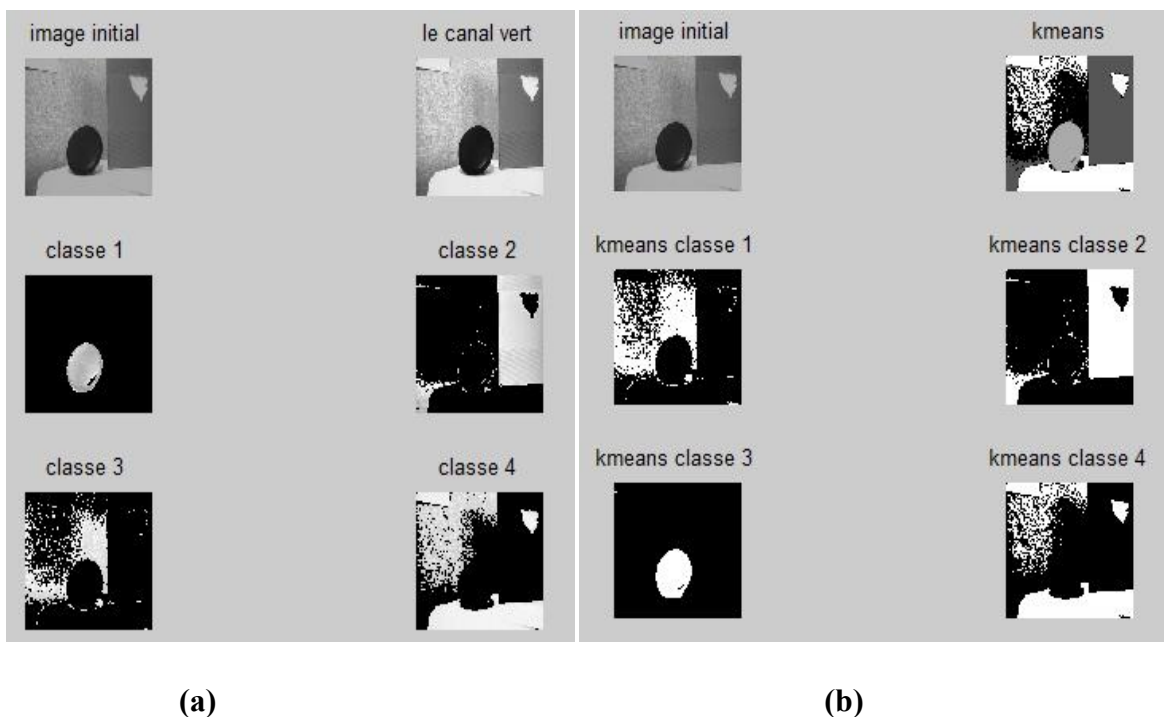 image initial
le canal vert
classe 1
classe 2
classe 3
classe 4
image initial
kmeans
kmeans classe 1
kmeans classe 2
kmeans classe 3
kmeans classe 4
(a)
(b)